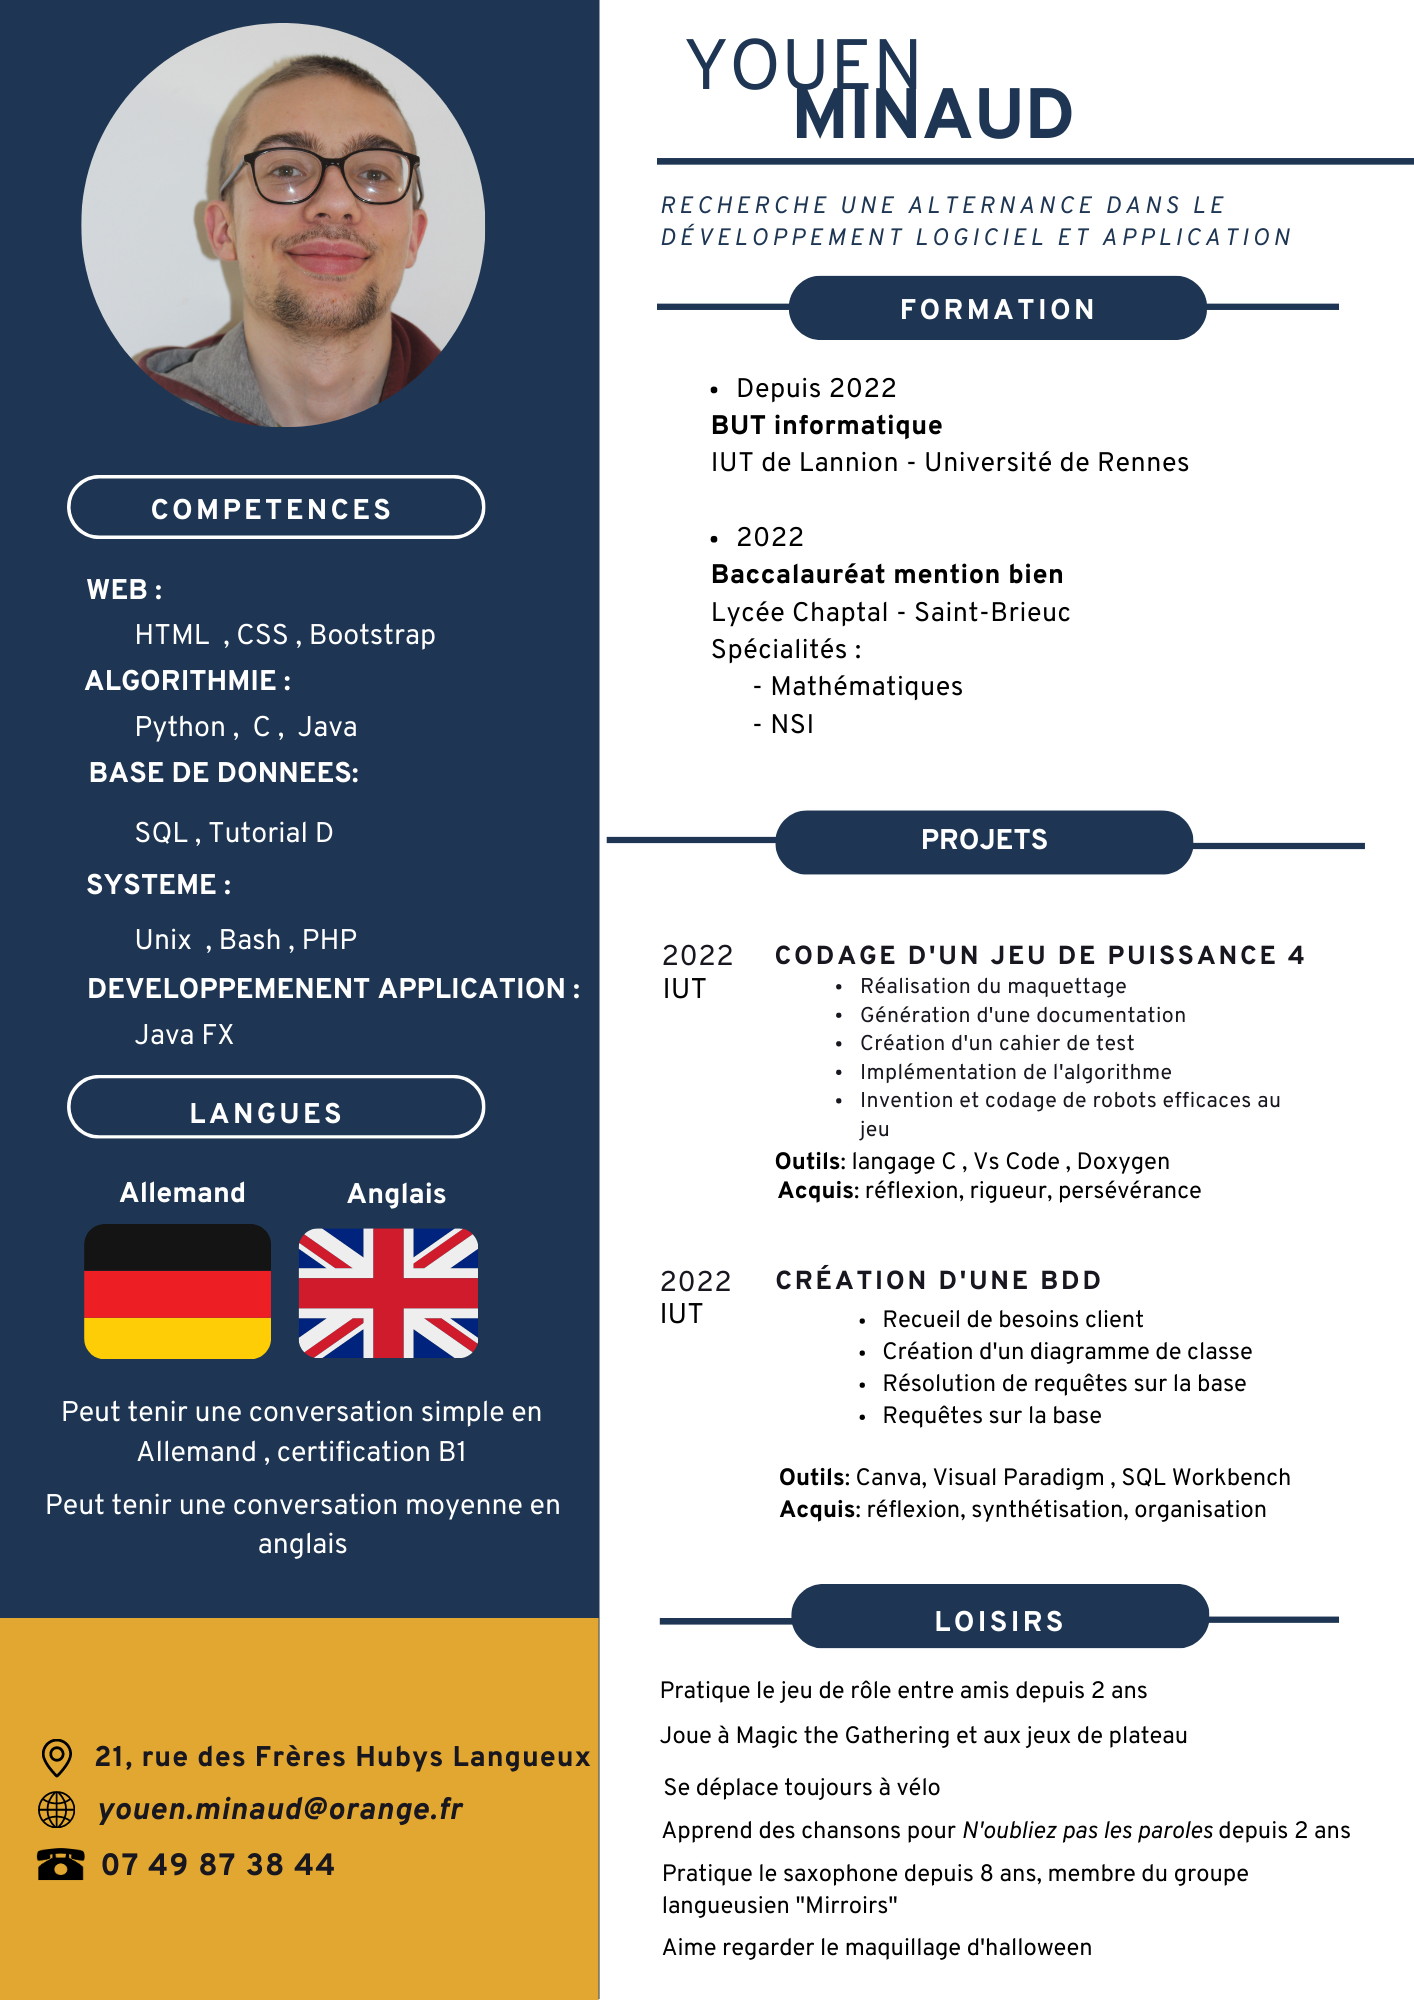 YOUEN
MINAUD
RECHERCHE UNE ALTERNANCE DANS LE
DÉVELOPPEMENT LOGICIEL ET APPLICATION
COMPETENCES
WEB :
HTML , CSS , Bootstrap
ALGORITHMIE :
Python , C , Java
BASE DE DONNEES:
SQL , Tutorial D
SYSTEME :
Unix , Bash , PHP
DEVELOPPEMENENT APPLICATION :
Java FX
LANGUES
Allemand
Anglais
Peut tenir une conversation simple en
Allemand , certification B1
Peut tenir une conversation moyenne en
anglais
21, rue des Frères Hubys Langueux
youen.minaud@orange.fr
07 49 87 38 44
FORMATION
• Depuis 2022
BUT informatique
IUT de Lannion - Université de Rennes
• 2022
Baccalauréat mention bien
Lycée Chaptal - Saint-Brieuc
Spécialités :
- Mathématiques
- NSI
PROJETS
2022
IUT
CODAGE D'UN JEU DE PUISSANCE 4
• Réalisation du maquettage
• Génération d'une documentation
• Création d'un cahier de test
• Implémentation de l'algorithme
• Invention et codage de robots efficaces au
jeu
Outils: langage C , Vs Code , Doxygen
Acquis: réflexion, rigueur, persévérance
2022
IUT
CRÉATION D'UNE BDD
• Recueil de besoins client
• Création d'un diagramme de classe
• Résolution de requêtes sur la base
• Requêtes sur la base
Outils: Canva, Visual Paradigm , SQL Workbench
Acquis: réflexion, synthétisation, organisation
LOISIRS
Pratique le jeu de rôle entre amis depuis 2 ans
Joue à Magic the Gathering et aux jeux de plateau
Se déplace toujours à vélo
Apprend des chansons pour N'oubliez pas les paroles depuis 2 ans
Pratique le saxophone depuis 8 ans, membre du groupe
langueusien "Mirroirs"
Aime regarder le maquillage d'halloween